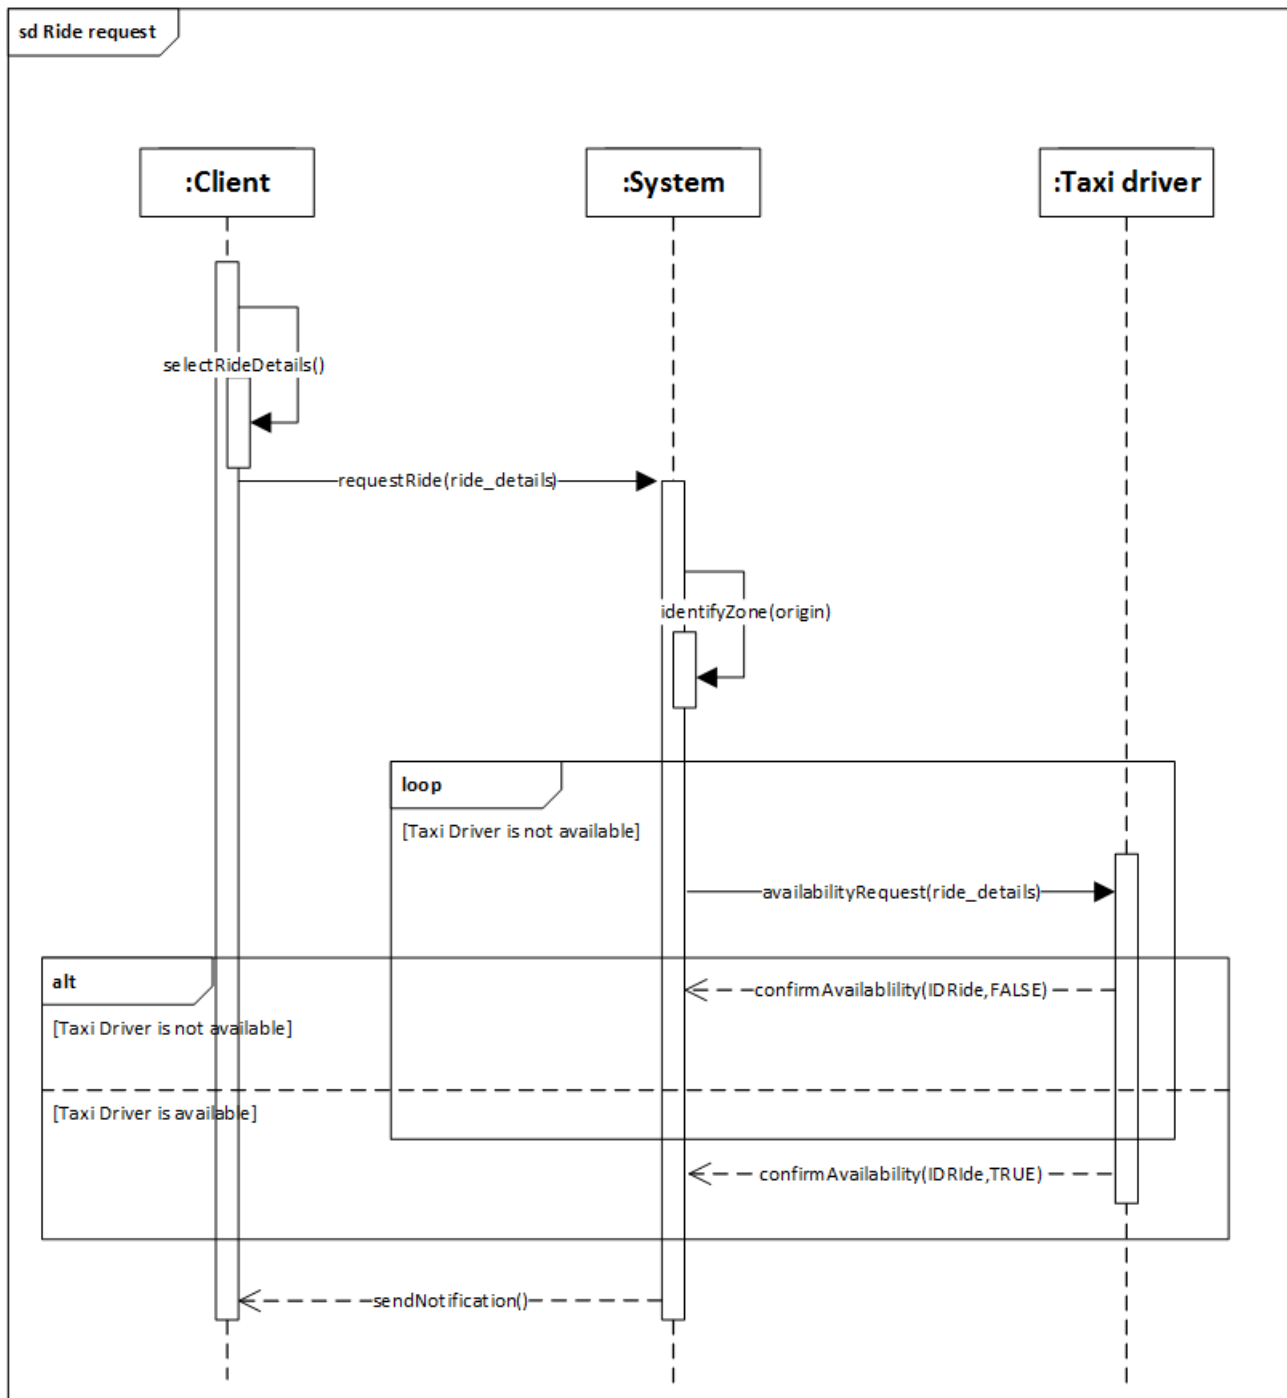 sd Ride request
:Client
:System
:Taxi driver
selectRideDetails()
requestRide(ride_details)
identifyZone(origin)
loop
[Taxi Driver is not available]
availabilityRequest(ride_details)
alt
confirmAvailablility(IDRide,FALSE)
[Taxi Driver is not available]
[Taxi Driver is available]
confirmAvailability(IDRIde,TRUE)
sendNotification()